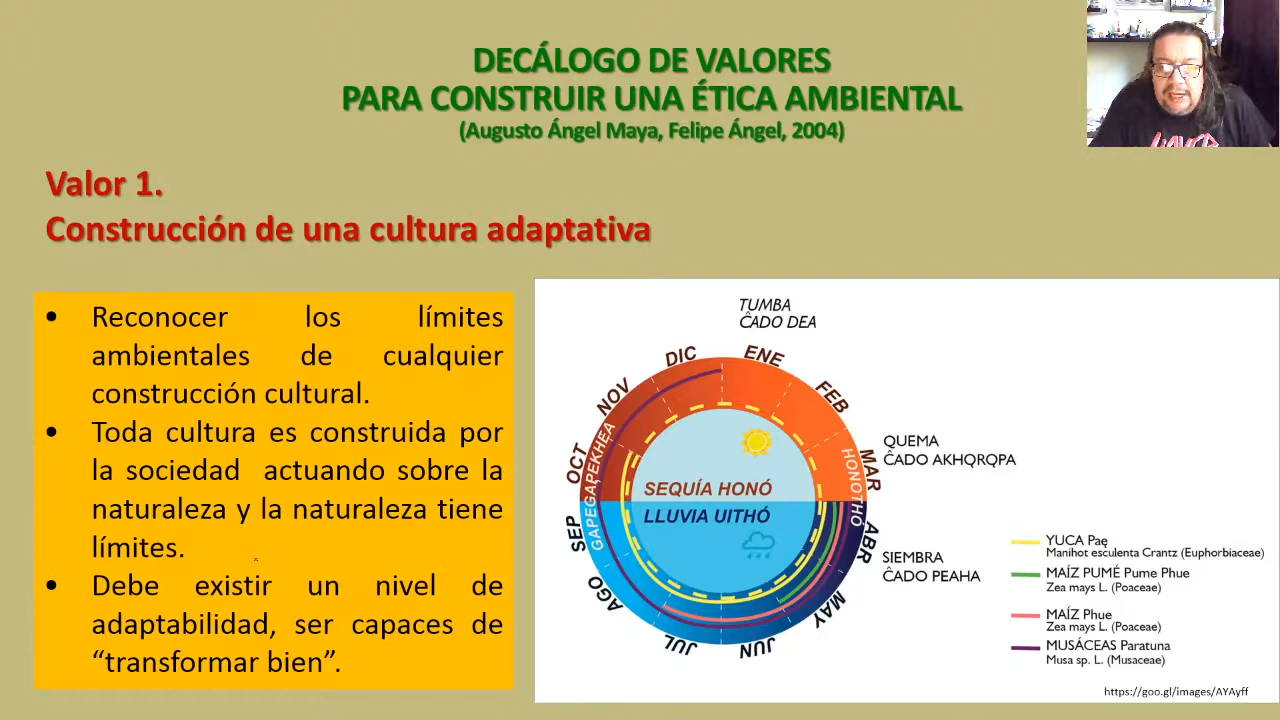 DECÁLOGO DE VALORES
PARA CONSTRUIR UNA ÉTICA AMBIENTAL
(Augusto Ángel Maya, Felipe Ángel, 2004)
Valor 1.
Construcción de una cultura adaptativa
• Reconocer los límites
ambientales de cualquier
construcción cultural.
• Toda cultura es construida por
la sociedad actuando sobre la
naturaleza y la naturaleza tiene
límites.
• Debe existir un nivel de
adaptabilidad, ser capaces de
“transformar bien”.
TUMBA
ĈADO DEA
ENE
FEB
MAR
ABR
MAY
JUN
JUL
AGO
SEP
OCT
NOV
DIC
GAPEGAPEKHEA
HONOTHÓ
SEQUÍA HONÓ
LLUVIA UITHÓ
QUEMA
ĈADO AKHQRQPA
SIEMBRA
ĈADO PEAHA
YUCA Paę
Manihot esculenta Crantz (Euphorbiaceae)
MAÍZ PUMÉ Pume Phue
Zea mays L. (Poaceae)
MAÍZ Phue
Zea mays L. (Poaceae)
MUSÁCEAS Paratuna
Musa sp. L. (Musaceae)
https://goo.gl/images/AYAyff